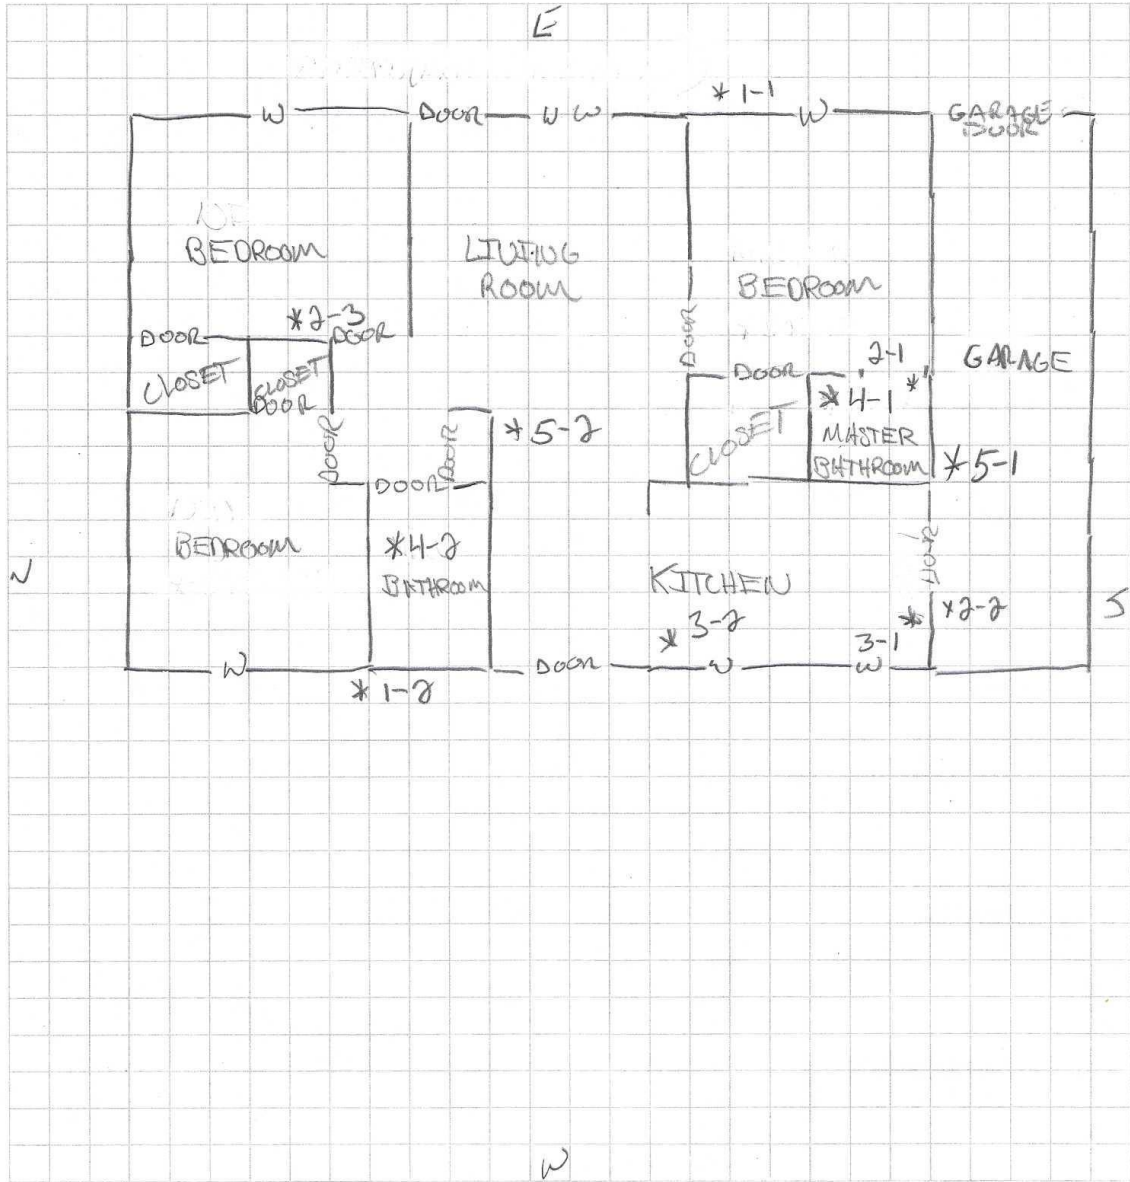 E
* 1-1
W DOOR W W W GARAGE
DOOR
BEDROOM LIVING
ROOM BEDROOM
*2-3 DOOR
DOOR DOOR
2-1 GARAGE
CLOSET CLOSET DOOR *
DOOR * 4-1
*5-2 MASTER
DOOR DOOR CLOSET BATHROOM *5-1
DOOR
BEDROOM *4-2 DOOR
N BATHROOM KITCHEN S
* 3-2 * *2-2
3-1
W DOOR W W
* 1-2
W